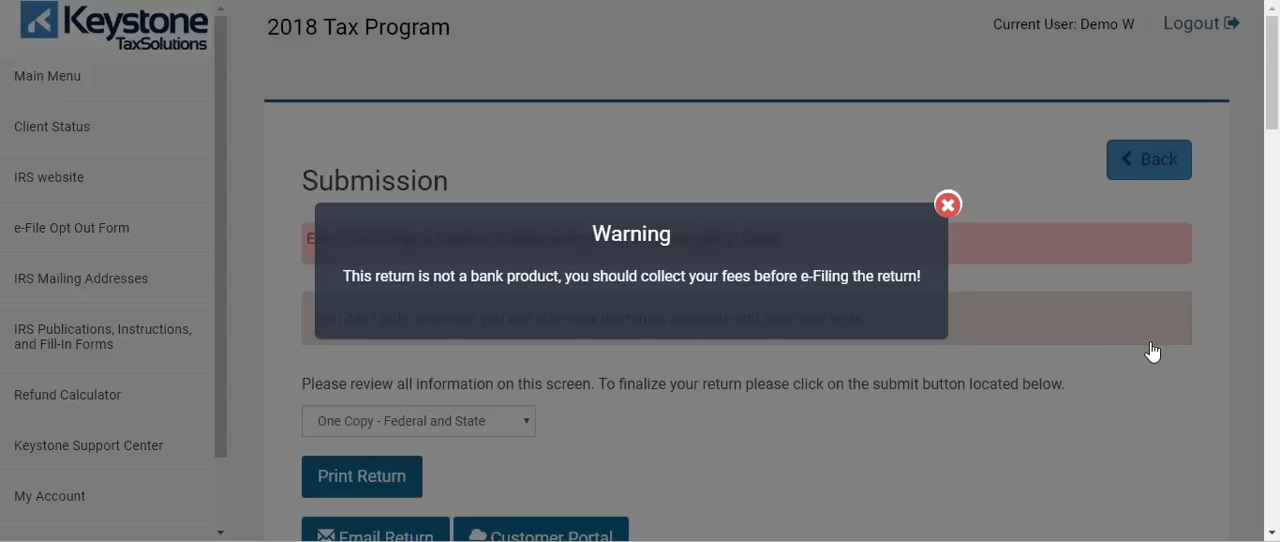 Keystone
TaxSolutions
2018 Tax Program
Current User: Demo W
Logout
Main Menu
Client Status
IRS website
e-File Opt Out Form
IRS Mailing Addresses
IRS Publications, Instructions,
and Fill-In Forms
Refund Calculator
Keystone Support Center
My Account
Back
Submission
Warning
This return is not a bank product, you should collect your fees before e-Filing the return!
Please review all information on this screen. To finalize your return please click on the submit button located below.
One Copy - Federal and State
Print Return
Email Return
Customer Portal